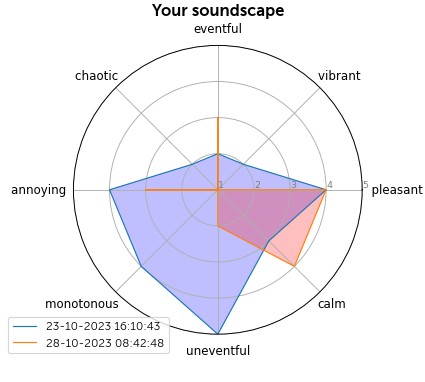 Your soundscape
eventful
chaotic
vibrant
annoying
1
2
3
4
5
pleasant
monotonous
calm
uneventful
23-10-2023 16:10:43
28-10-2023 08:42:48